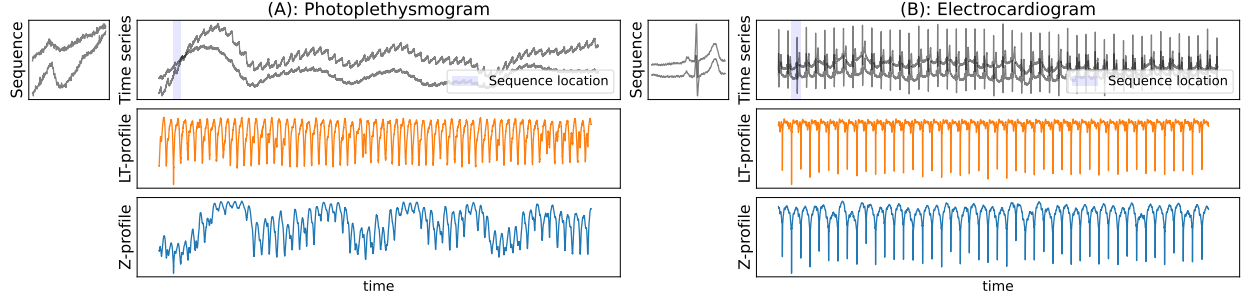 (A): Photoplethysmogram
Sequence
Time series
Sequence location
LT-profile
Z-profile
time
(B): Electrocardiogram
Sequence
Time series
Sequence location
LT-profile
Z-profile
time